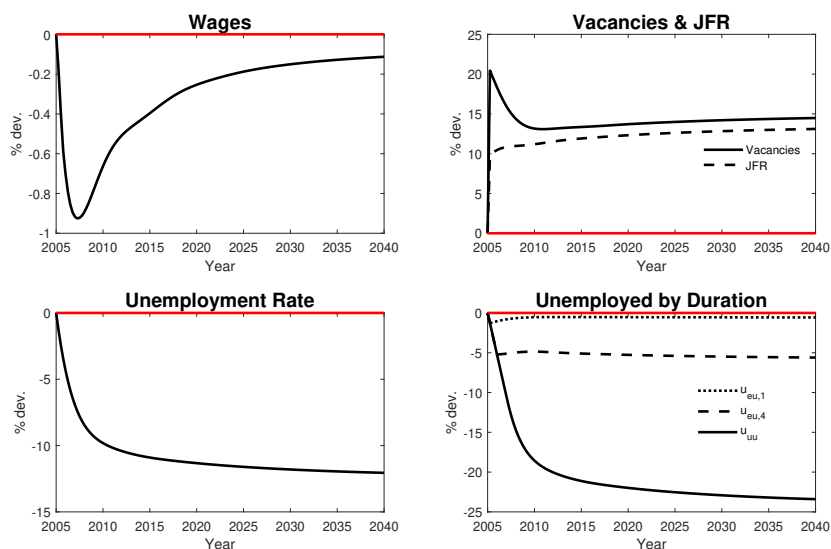 Wages
% dev.
0
-0.2
-0.4
-0.6
-0.8
-1
2005 2010 2015 2020 2025 2030 2035 2040
Year
Vacancies & JFR
% dev.
25
20
15
10
5
0
Vacancies
JFR
2005 2010 2015 2020 2025 2030 2035 2040
Year
Unemployment Rate
% dev.
0
-5
-10
-15
2005 2010 2015 2020 2025 2030 2035 2040
Year
Unemployed by Duration
% dev.
0
-5
-10
-15
-20
-25
u eu,1
u eu,4
u uu
2005 2010 2015 2020 2025 2030 2035 2040
Year